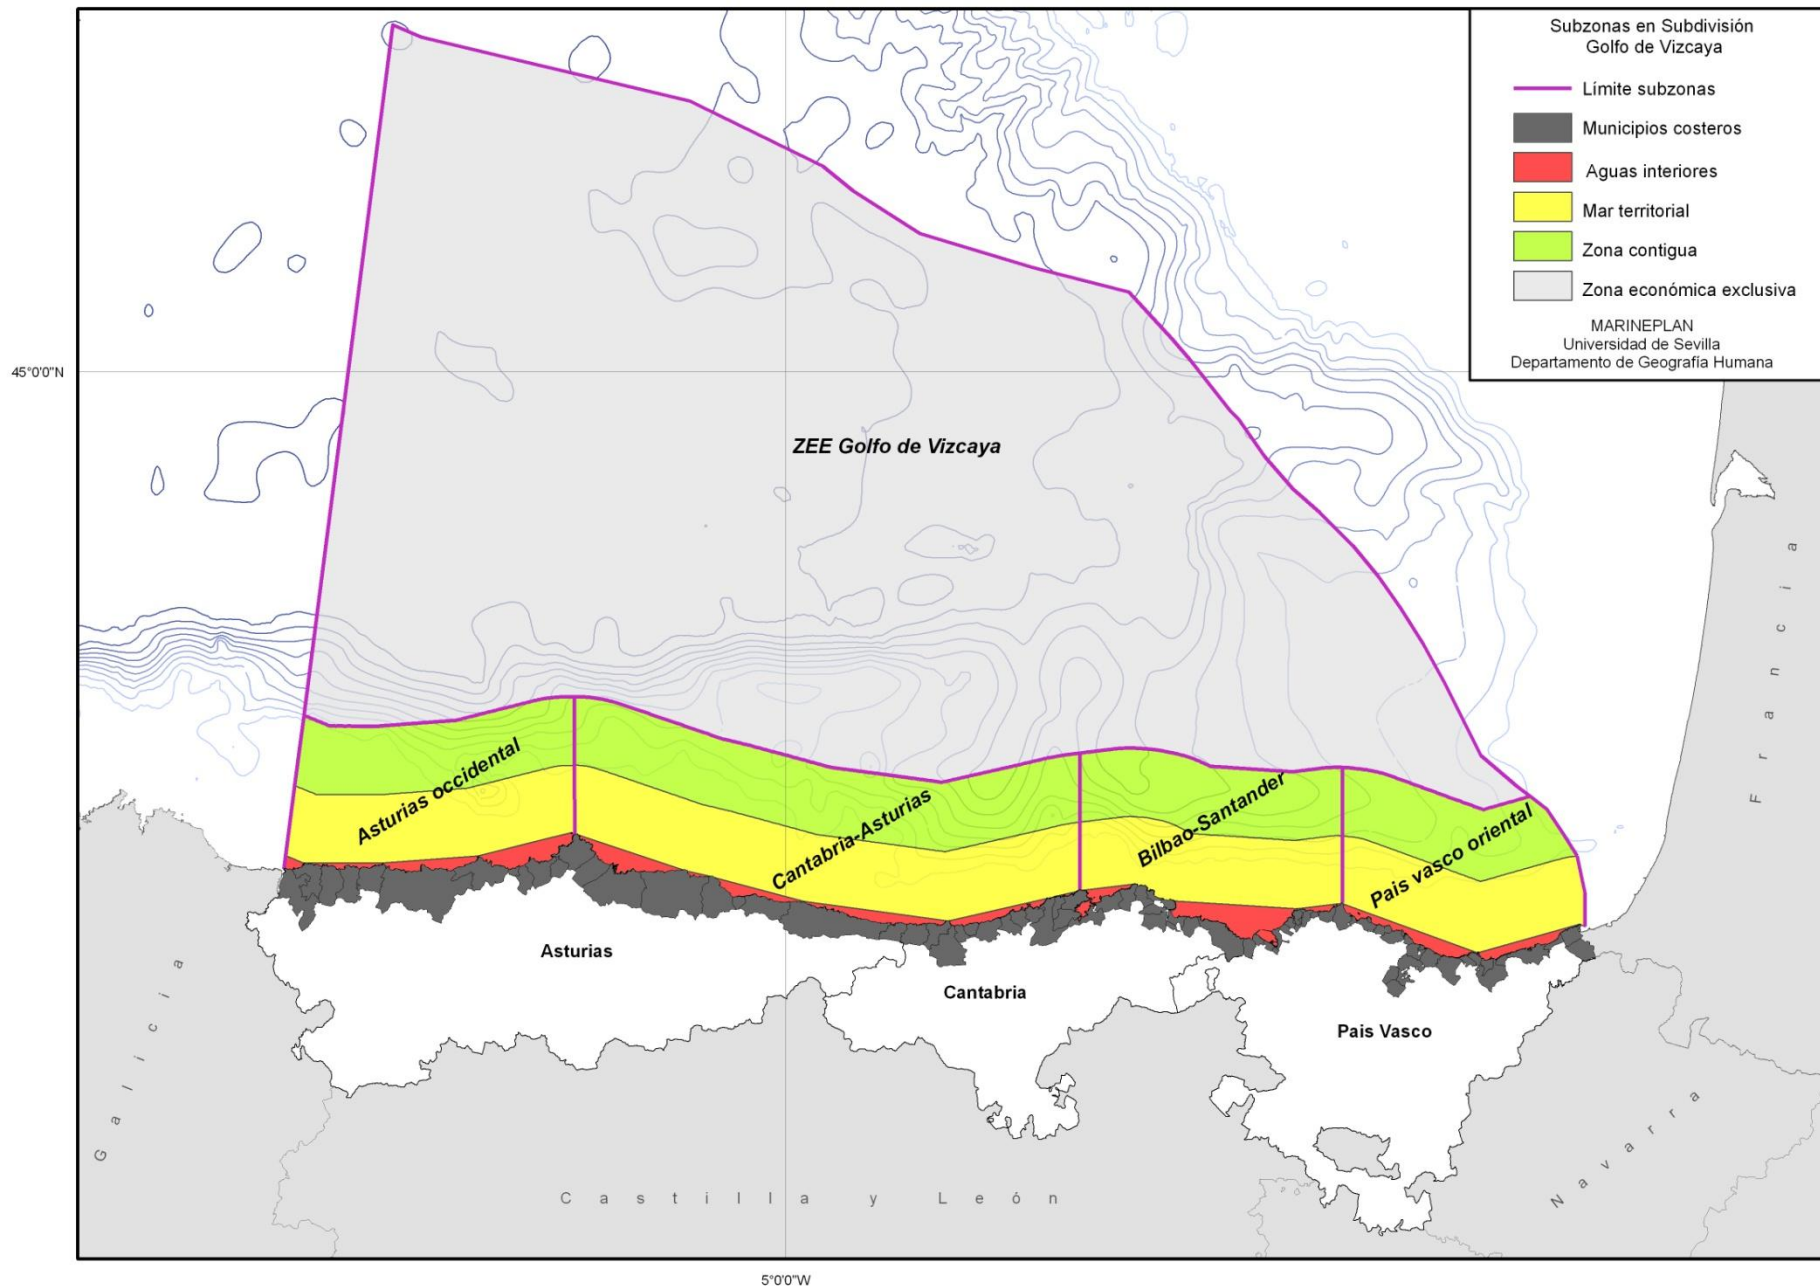 Subzonas en Subdivisión
Golfo de Vizcaya
Límite subzonas
Municipios costeros
Aguas interiores
Mar territorial
Zona contigua
Zona económica exclusiva
MARINEPLAN
Universidad de Sevilla
Departamento de Geografía Humana
45°0'0"N
ZEE Golfo de Vizcaya
Francia
Asturias occidental
Cantabria-Asturias
Bilbao-Santander
Pais vasco oriental
Asturias
Cantabria
Pais Vasco
Galicia
Navarra
Castilla y León
5°0'0"W